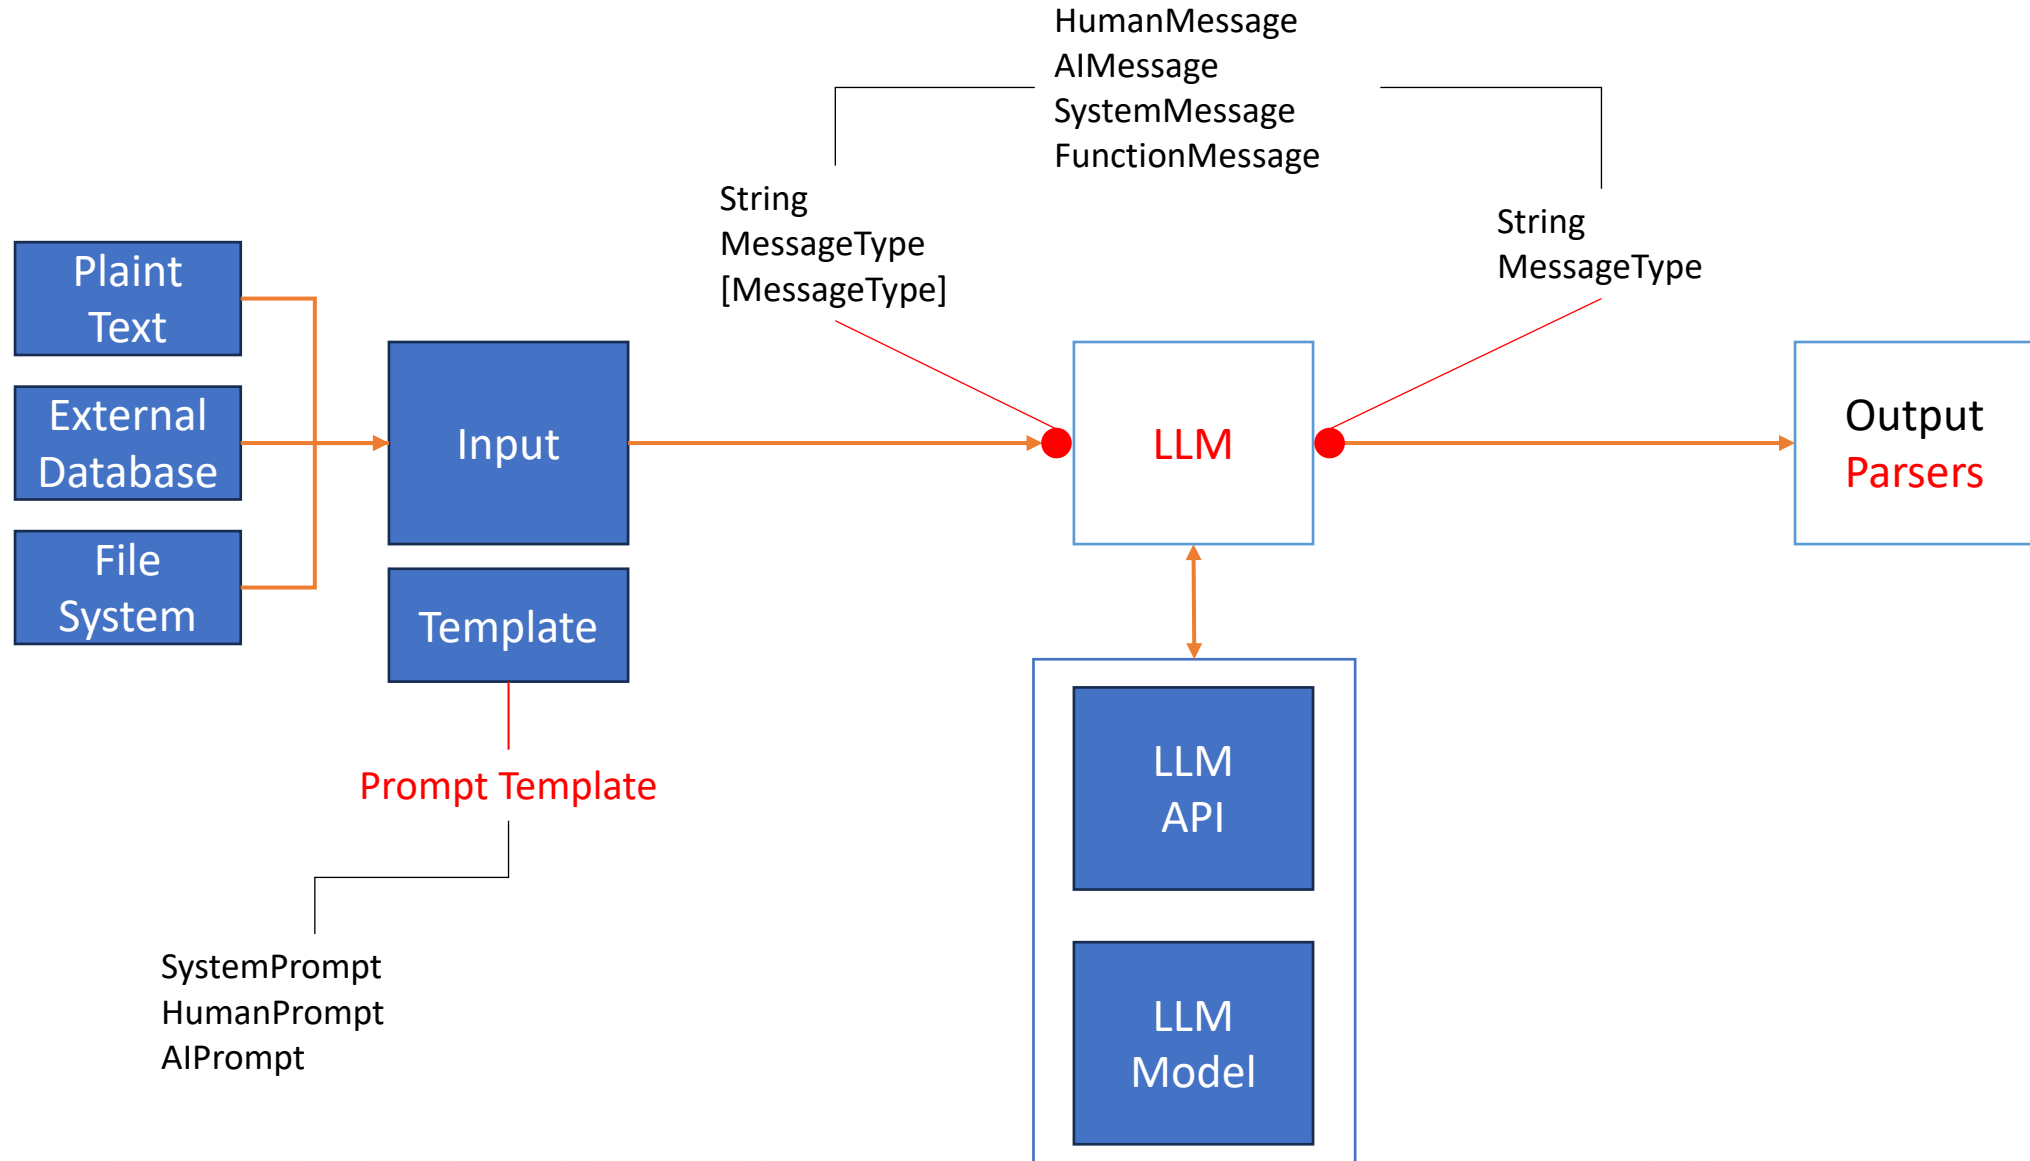 HumanMessage
AIMessage
SystemMessage
FunctionMessage
String
MessageType
[MessageType]
String
MessageType
Plaint
Text
External
Database
File
System
Input
Template
Prompt Template
SystemPrompt
HumanPrompt
AIPrompt
LLM
LLM
API
LLM
Model
Output
Parsers